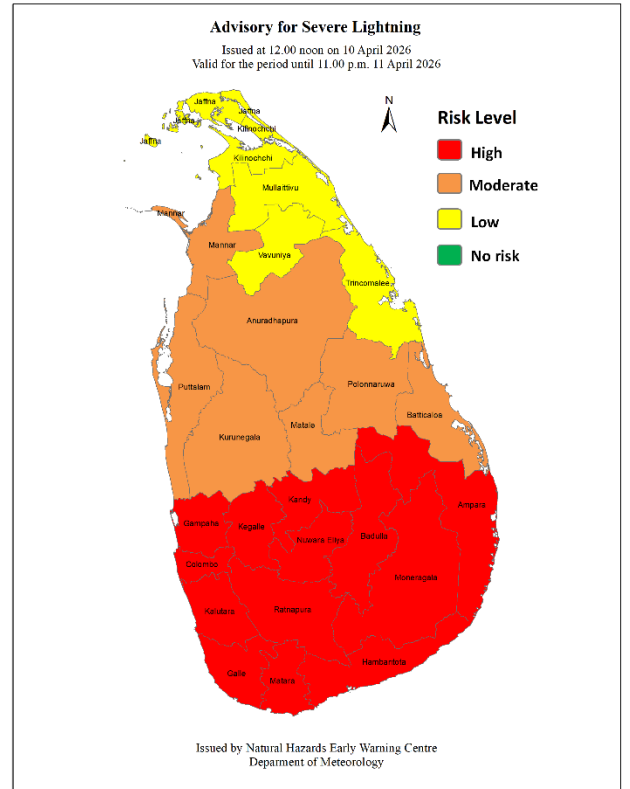 Advisory for Severe Lightning
Issued at 12.00 noon on 10 April 2026
Valid for the period until 11.00 p.m. 11 April 2026
N
Risk Level
High
Moderate
Low
No risk
Jaffna
Jaffna
Jaffna
Kilinochchi
Jaffna
Kilinochchi
Mullaittivu
Mannar
Mannar
Vavuniya
Trincomalee
Anuradhapura
Polonnaruwa
Puttalam
Batticaloa
Matale
Kurunegala
Kandy
Ampara
Gampaha
Kegalle
Badulla
Nuwara Eliya
Colombo
Monaragala
Kalutara
Ratnapura
Hambantota
Galle
Matara
Issued by Natural Hazards Early Warning Centre
Deparment of Meteorology